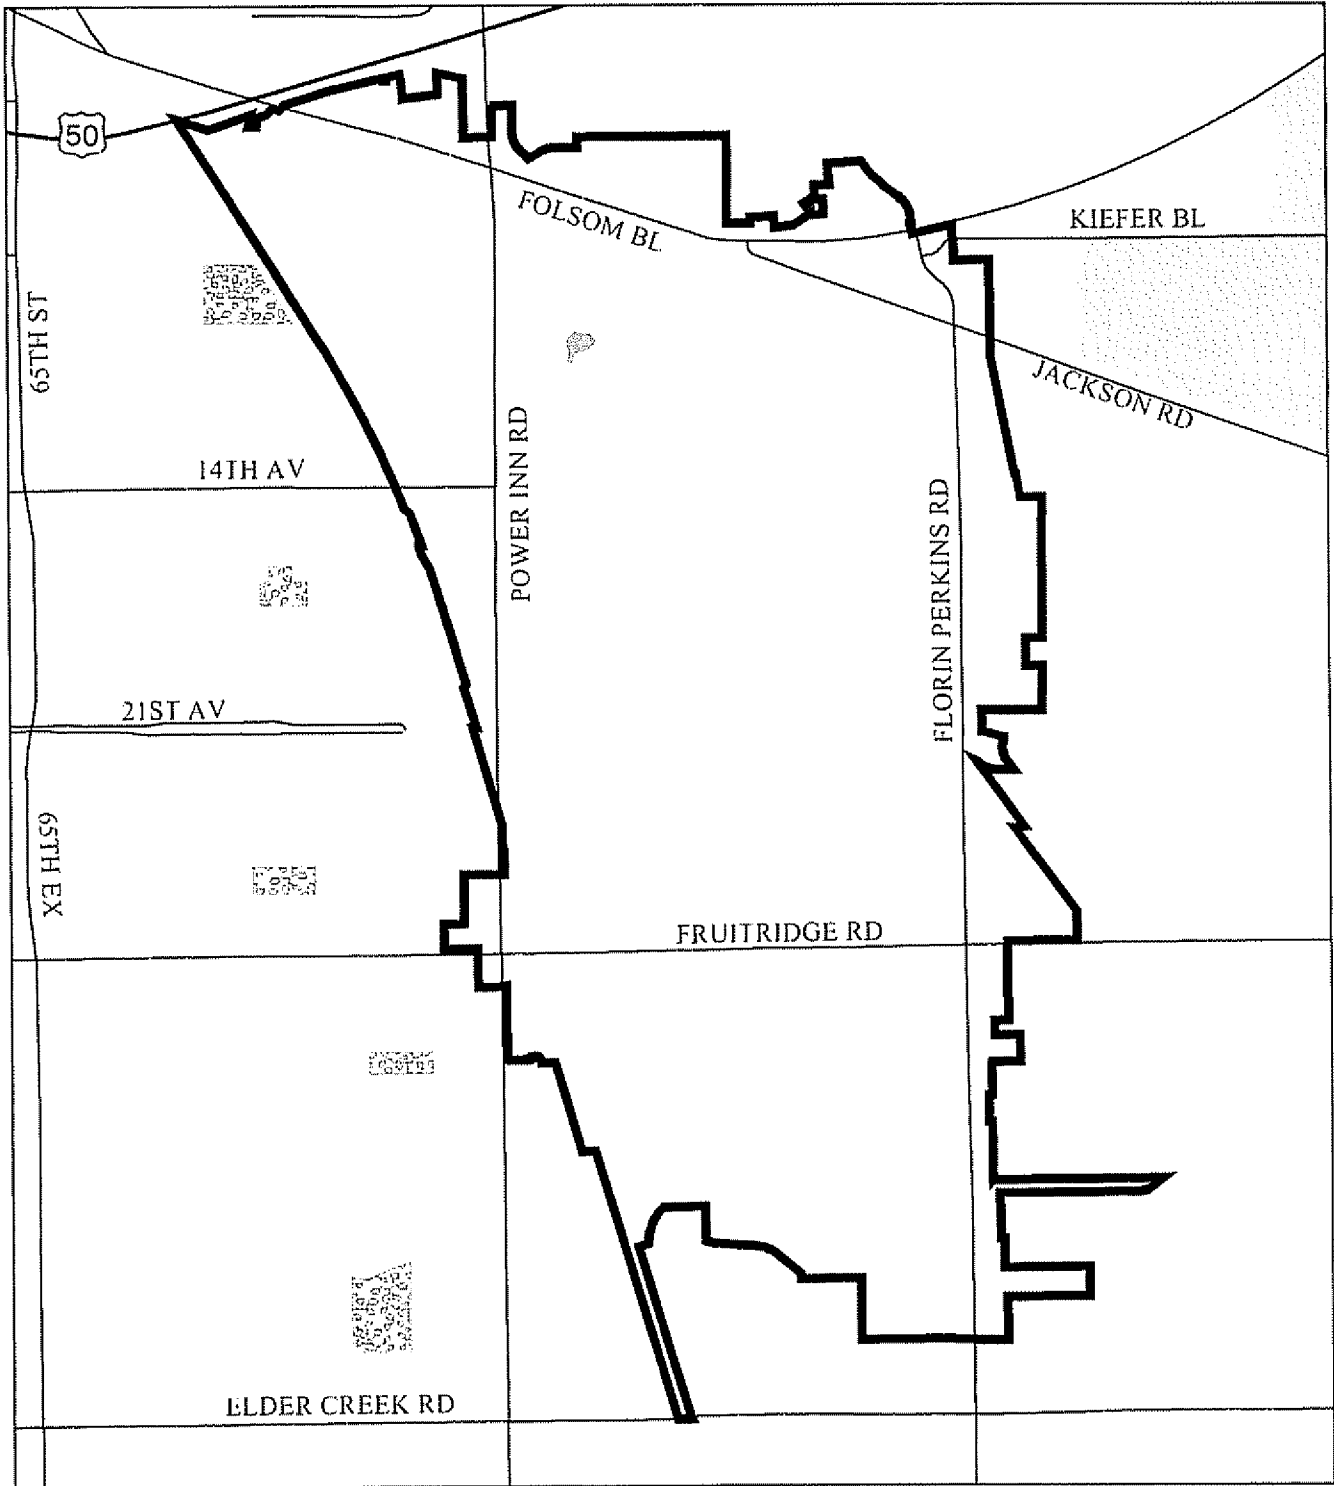 50
FOLSOM BL
KIEFER BL
59TH ST
JACKSON RD
14TH AV
POWER INN RD
FLORIN PERKINS RD
21ST AV
65TH EX
FRUITRIDGE RD
ELDER CREEK RD